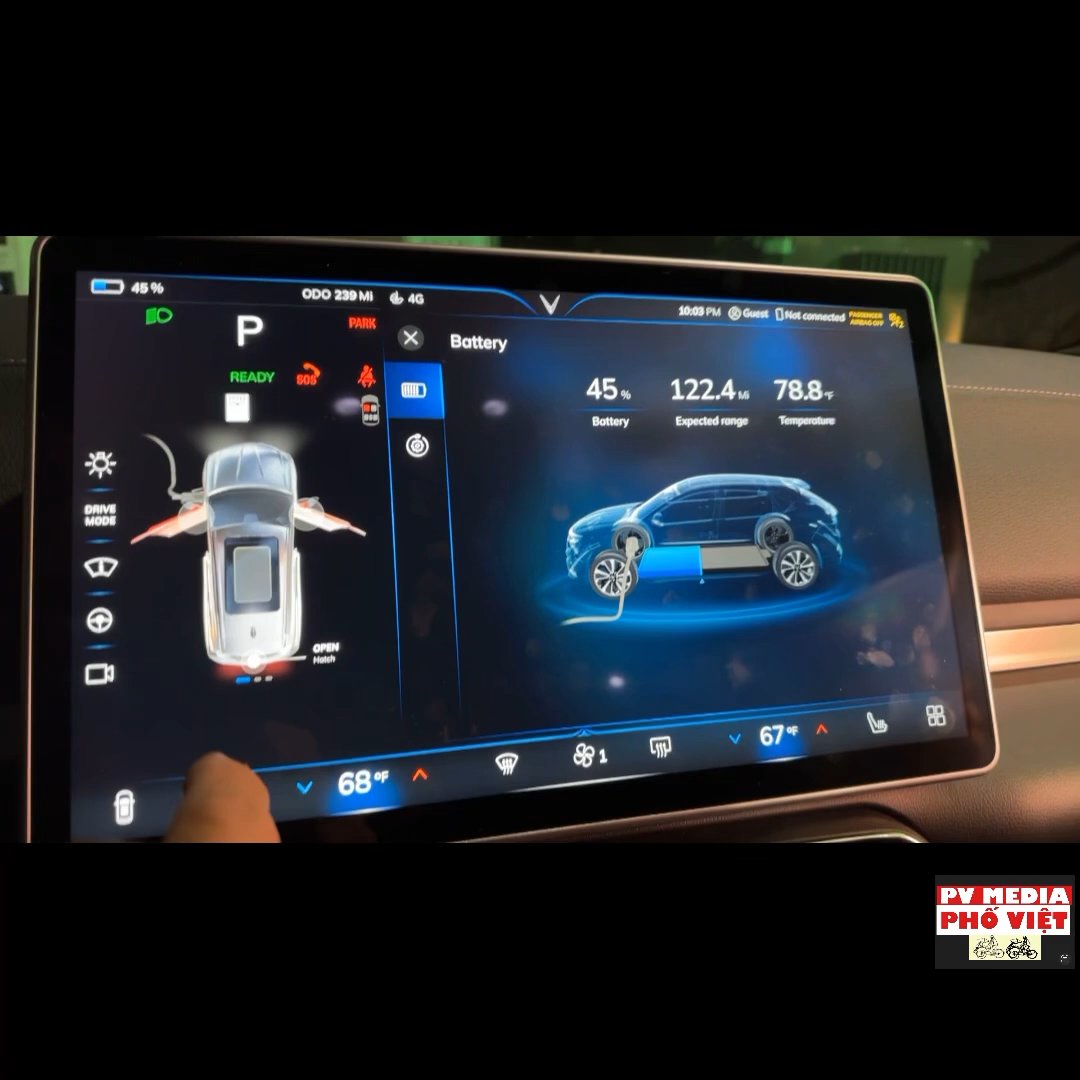 45 %
ODO 239 Mi
4G
10:03 PM
Guest
Not connected
PASSENGER
AIRBAG OFF
P
PARK
READY
SOS
Battery
45 %
122.4 Mi
78.8 °F
Battery
Expected range
Temperature
DRIVE
MODE
OPEN
Hatch
68 °F
1
67 °F
PV MEDIA
PHỐ VIỆT